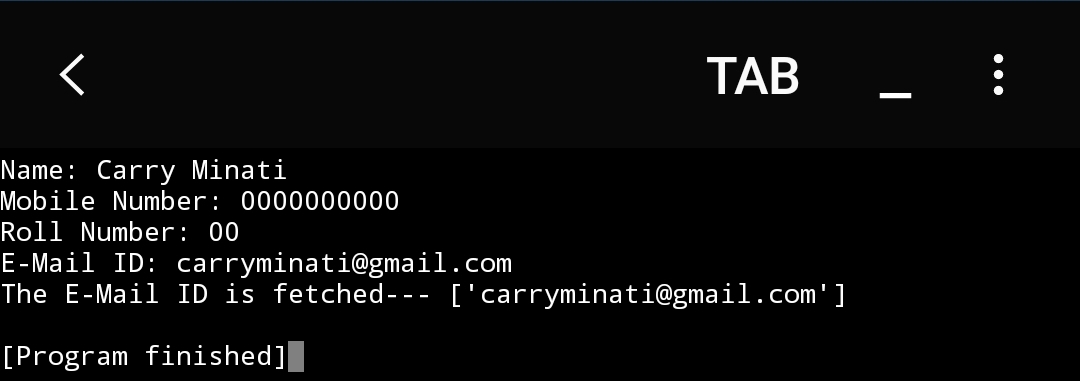 TAB _
Name: Carry Minati
Mobile Number: 0000000000
Roll Number: 00
E-Mail ID: carryminati@gmail.com
The E-Mail ID is fetched--- ['carryminati@gmail.com']
[Program finished]